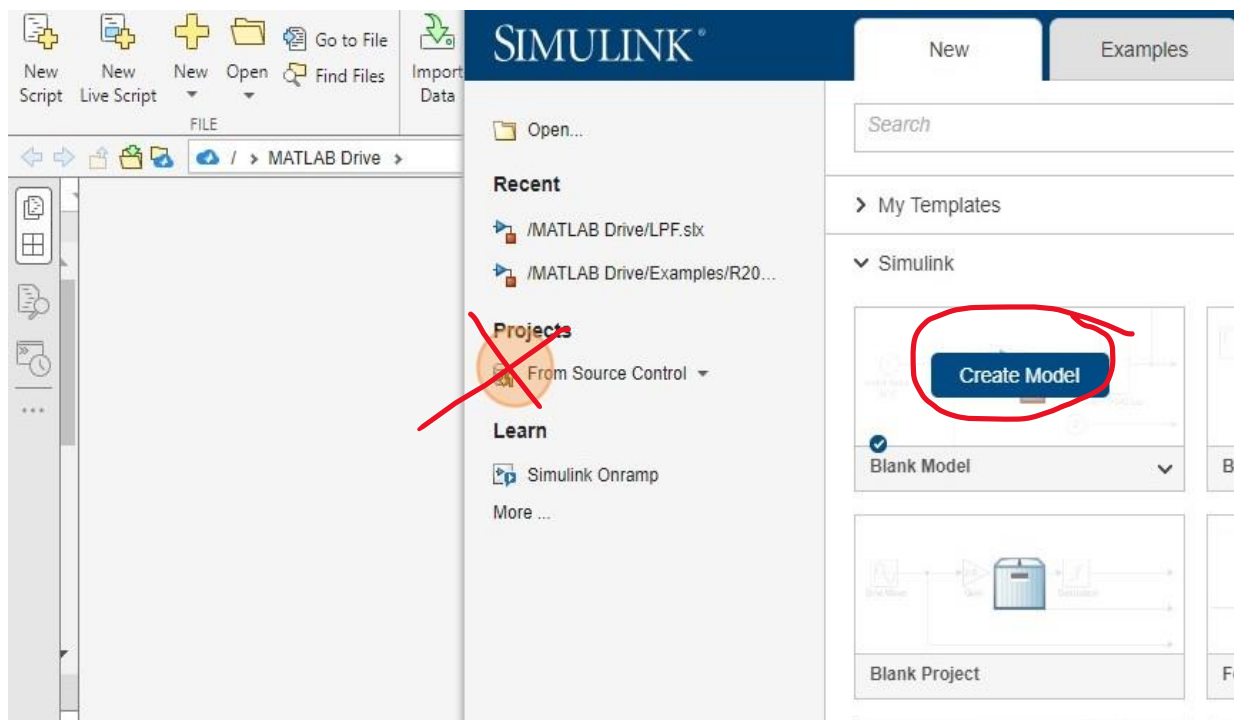 New Script
New Live Script
New
Open
Go to File
Find Files
Import Data
FILE
/ > MATLAB Drive >
SIMULINK®
Open...
Recent
/MATLAB Drive/LPF.slx
/MATLAB Drive/Examples/R20...
Projects
From Source Control
Learn
Simulink Onramp
More ...
New
Examples
Search
My Templates
Simulink
Create Model
Blank Model
B
Blank Project